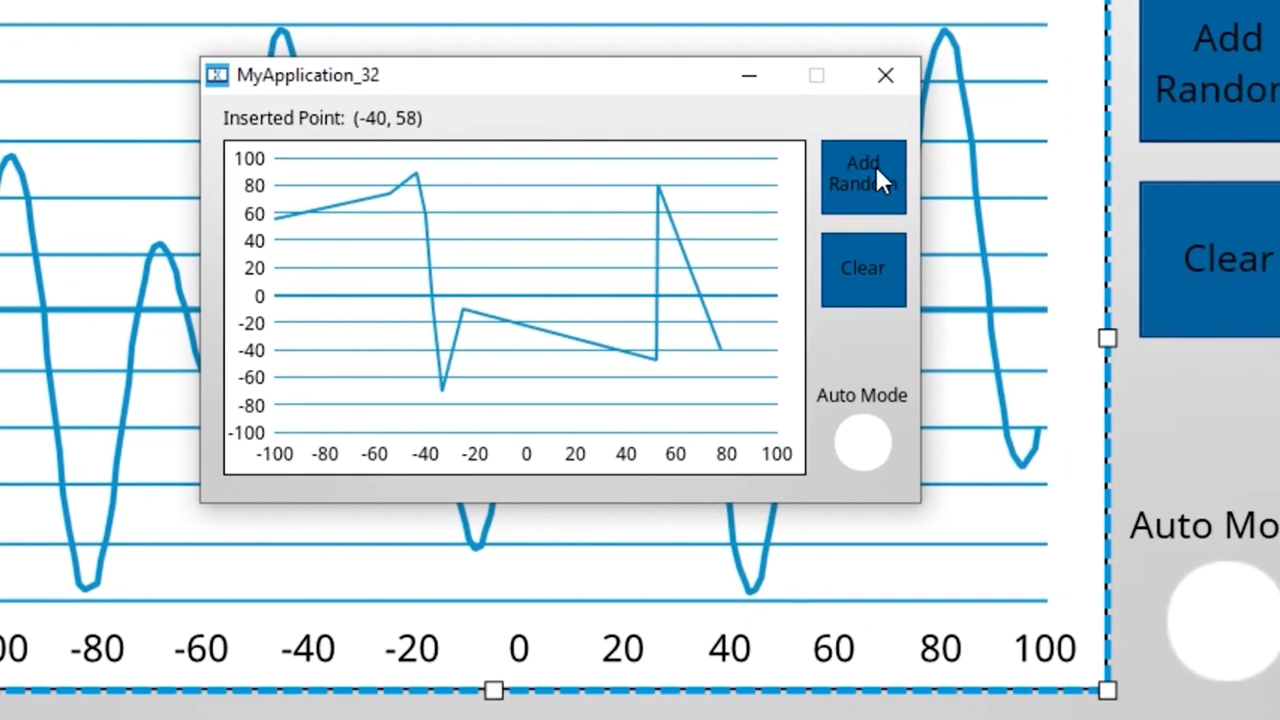 MyApplication_32
Inserted Point: (-40, 58)
100
80
60
40
20
0
-20
-40
-60
-80
-100
-100 -80 -60 -40 -20 0 20 40 60 80 100
Add
Random
Clear
Auto Mode
Add
Random
Clear
Auto Mo
00 -80 -60 -40 -20 0 20 40 60 80 100